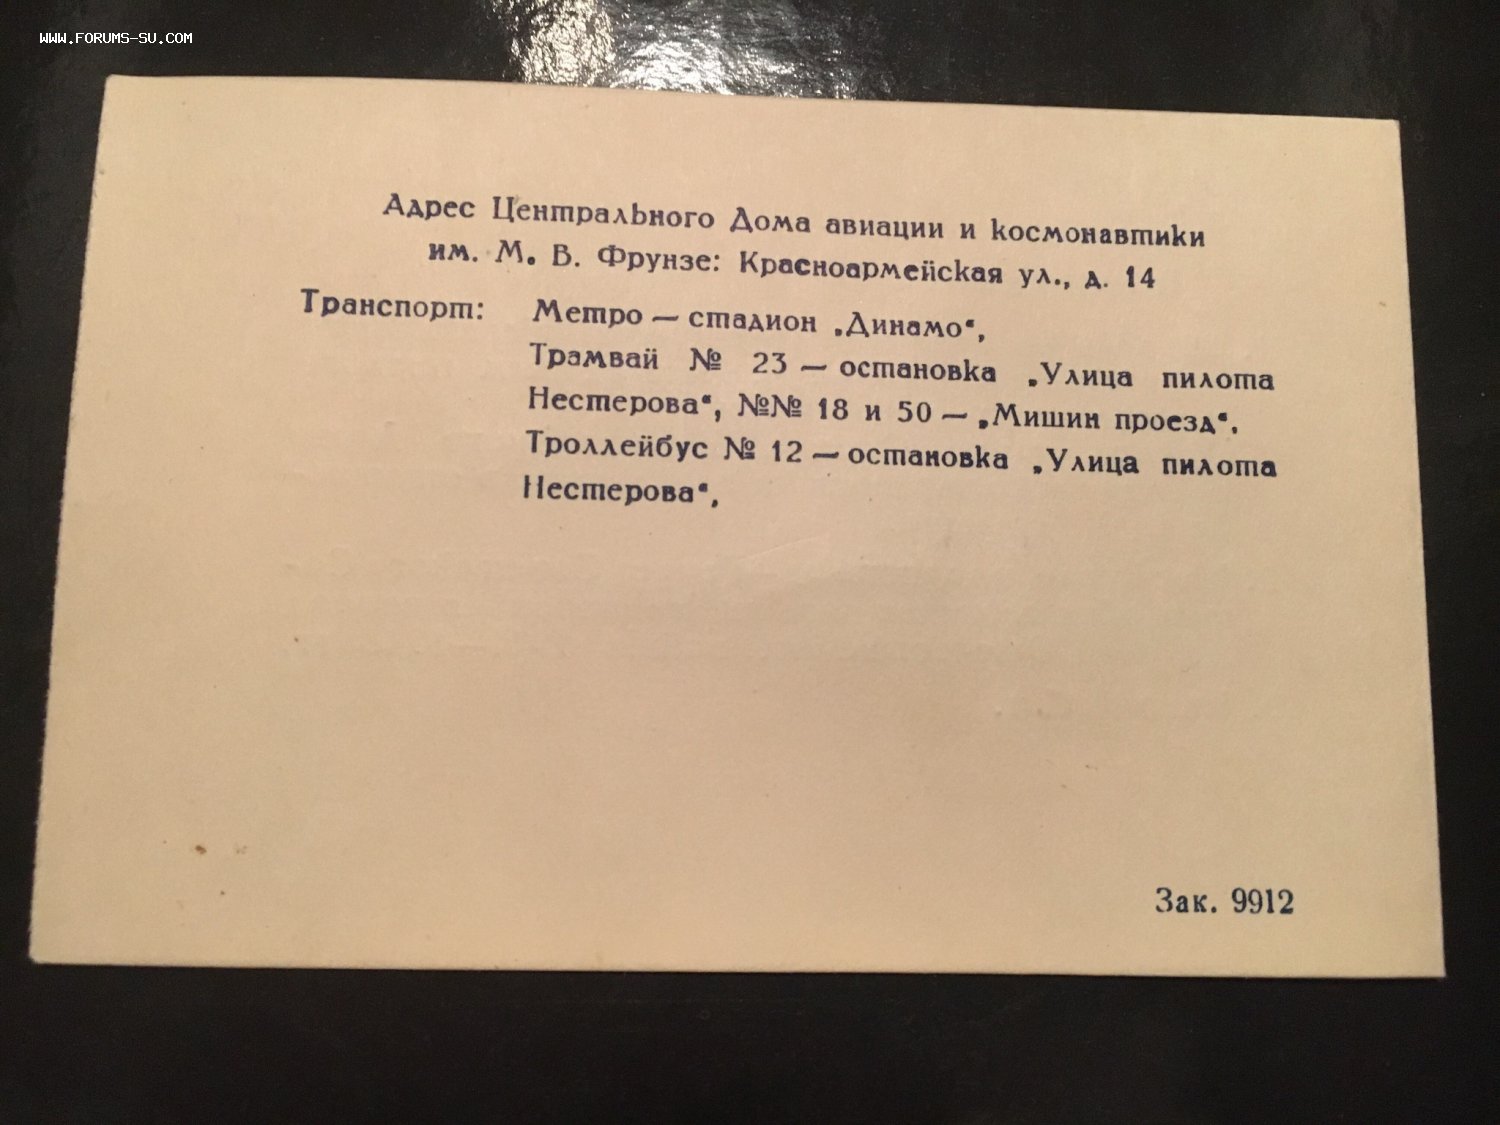 WWW.FORUMS-SU.COM
Адрес Центрального Дома авиации и космонавтики
им. М. В. Фрунзе: Красноармейская ул., д. 14
Транспорт: Метро — стадион „Динамо“,
Трамвай № 23 — остановка „Улица пилота
Нестерова“, №№ 18 и 50 — „Мишин проезд“.
Троллейбус № 12 — остановка „Улица пилота
Нестерова“,
Зак. 9912